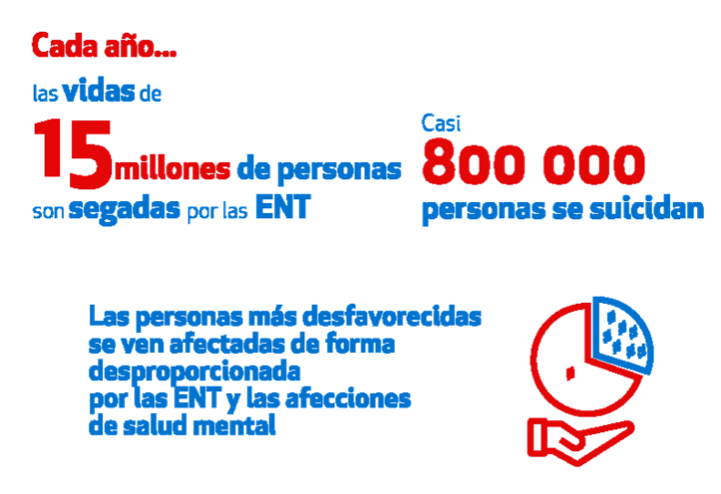 Cada año...
las vidas de
15 millones de personas
son segadas por las ENT
Casi
800 000
personas se suicidan
Las personas más desfavorecidas
se ven afectadas de forma
desproporcionada
por las ENT y las afecciones
de salud mental